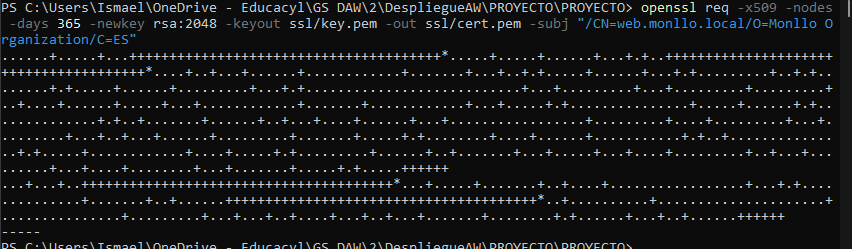 PS C:\Users\Ismael\OneDrive - Educacyl\GS DAW\2\DespliegueAW\PROYECTO\PROYECTO> openssl req -x509 -nodes
-days 365 -newkey rsa:2048 -keyout ssl/key.pem -out ssl/cert.pem -subj "/CN=web.monllo.local/O=Monllo O
rganization/C=ES"
-----
PS C:\Users\Ismael\OneDrive - Educacyl\GS DAW\2\DespliegueAW\PROYECTO\PROYECTO>